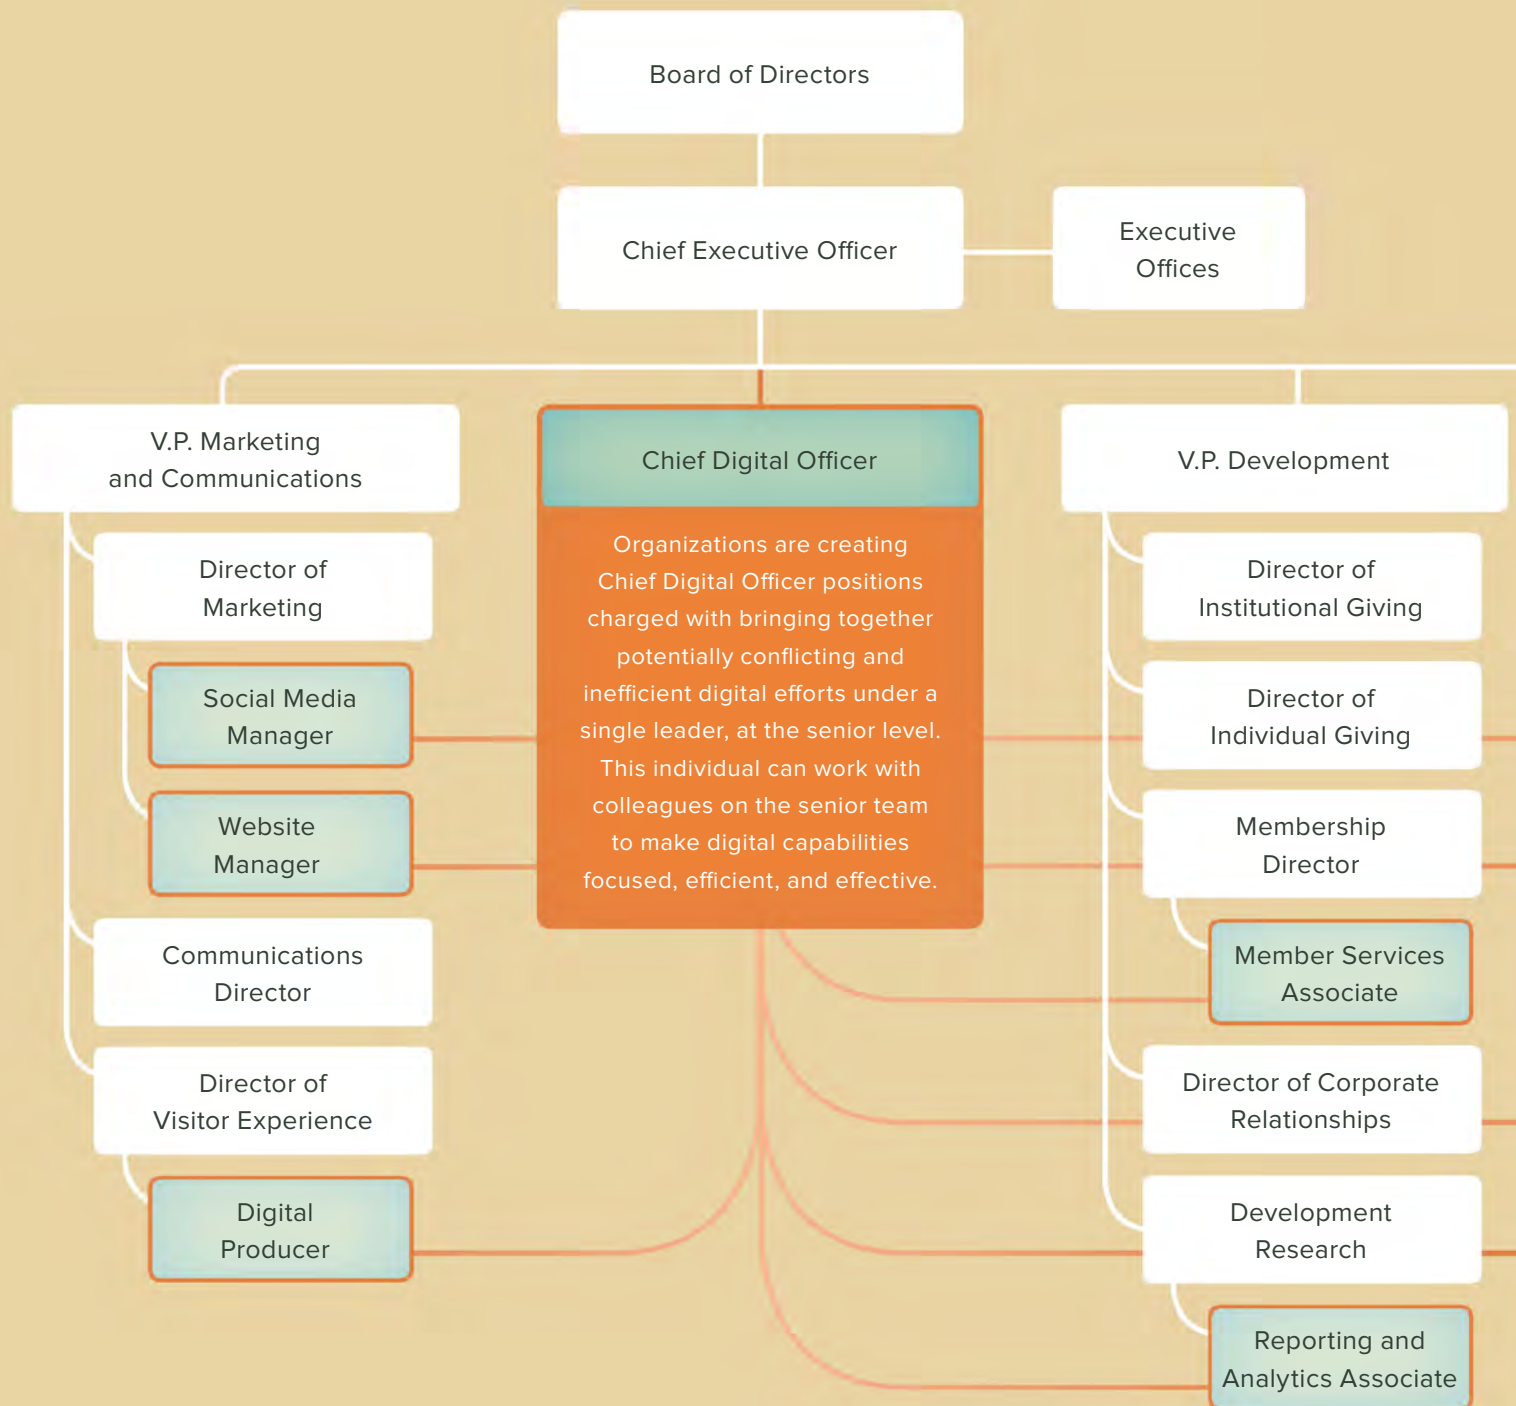 Board of Directors
Chief Executive Officer
Executive
Offices
V.P. Marketing
and Communications
Director of
Marketing
Social Media
Manager
Website
Manager
Communications
Director
Director of
Visitor Experience
Digital
Producer
Chief Digital Officer
Organizations are creating
Chief Digital Officer positions
charged with bringing together
potentially conflicting and
inefficient digital efforts under a
single leader, at the senior level.
This individual can work with
colleagues on the senior team
to make digital capabilities
focused, efficient, and effective.
V.P. Development
Director of
Institutional Giving
Director of
Individual Giving
Membership
Director
Member Services
Associate
Director of Corporate
Relationships
Development
Research
Reporting and
Analytics Associate